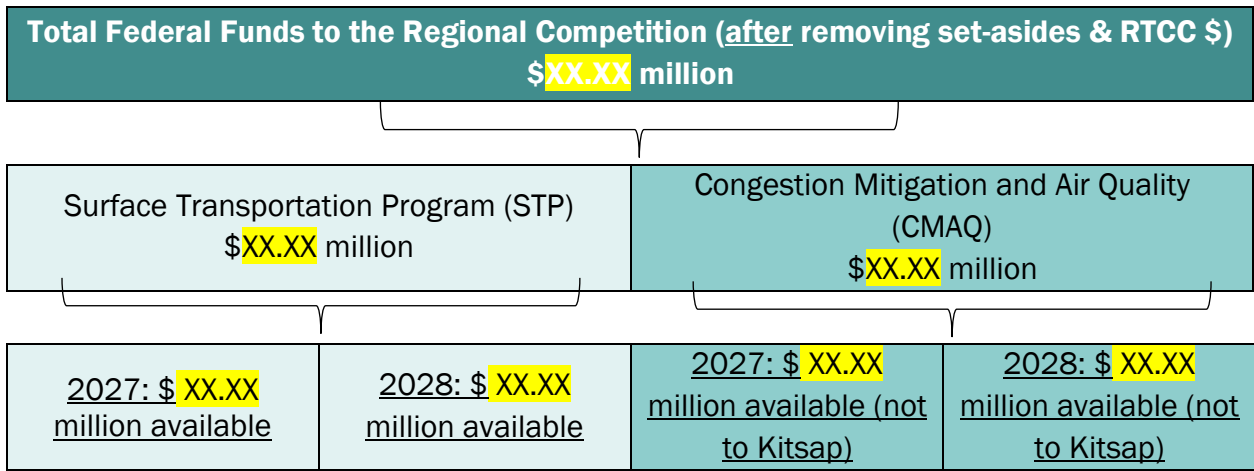 Total Federal Funds to the Regional Competition (after removing set-asides & RTCC $)
$XX.XX million
Surface Transportation Program (STP)
$XX.XX million
Congestion Mitigation and Air Quality
(CMAQ)
$XX.XX million
2027: $ XX.XX
million available
2028: $ XX.XX
million available
2027: $ XX.XX
million available (not
to Kitsap)
2028: $ XX.XX
million available (not
to Kitsap)